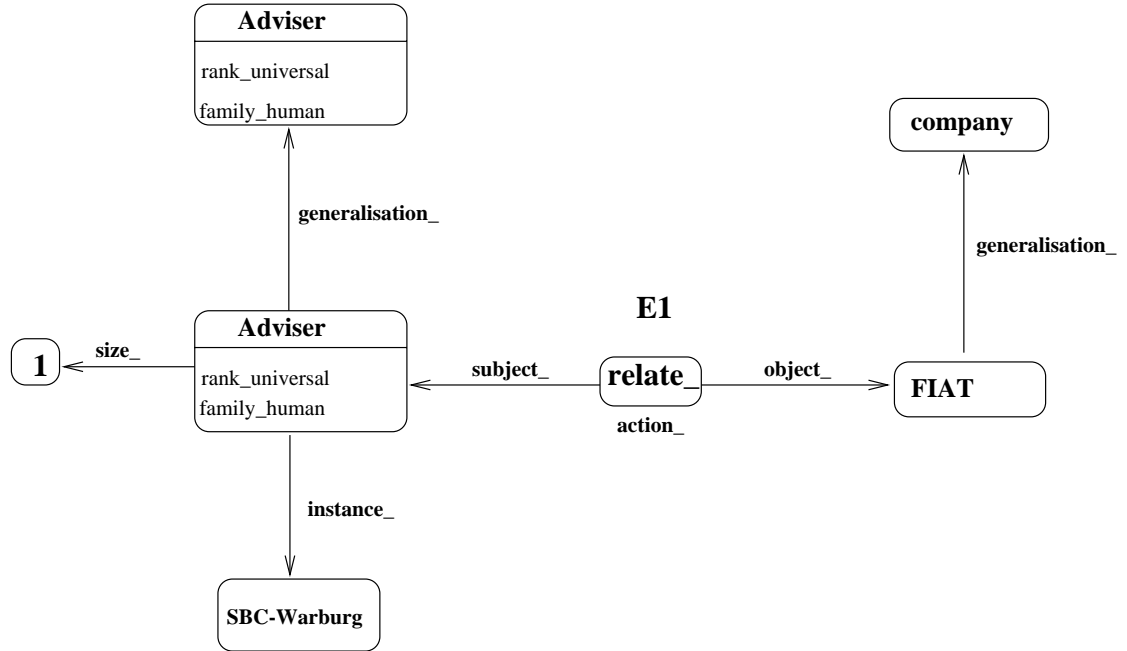 Adviser
rank_universal
family_human
company
generalisation_
generalisation_
E1
Adviser
1
size_
rank_universal
family_human
subject_
relate_
object_
FIAT
action_
instance_
SBC-Warburg